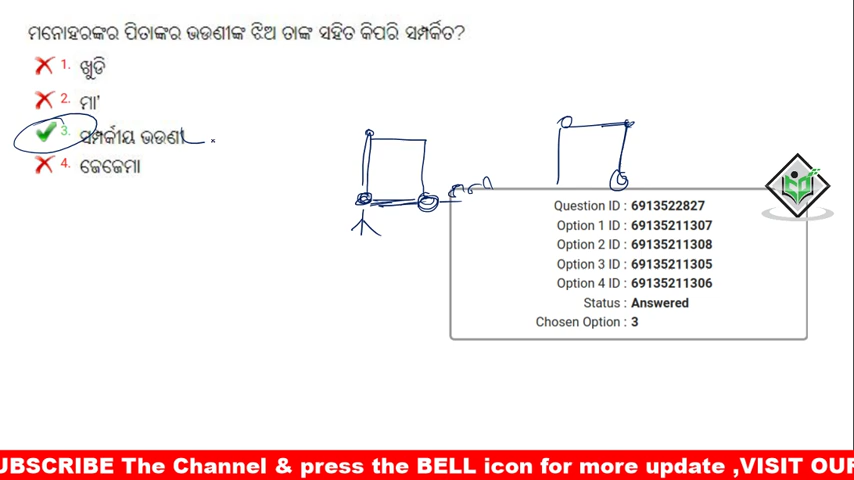 ମନୋହରଙ୍କର ପିତାଙ୍କର ଭଉଣୀଙ୍କ ଝିଅ ତାଙ୍କ ସହିତ କିପରି ସମ୍ପର୍କିତ?
1. ଖୁଡି
2. ମା'
3. ସମ୍ପର୍କୀୟ ଭଉଣୀ
4. ଜେଜେମା
Question ID : 6913522827
Option 1 ID : 69135211307
Option 2 ID : 69135211308
Option 3 ID : 69135211305
Option 4 ID : 69135211306
Status : Answered
Chosen Option : 3
UBSCRIBE The Channel & press the BELL icon for more update ,VISIT OUR